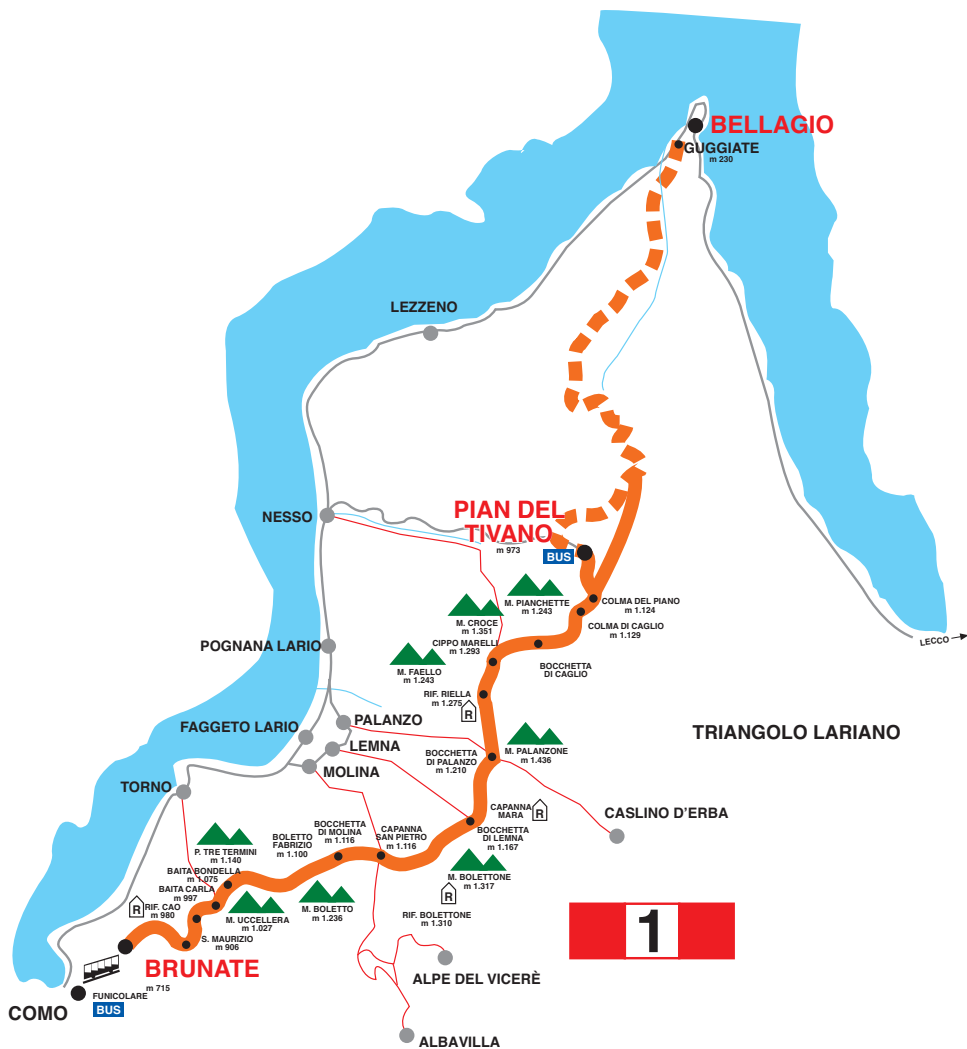 BELLAGIO
GUGGIATE
m 230
LEZZENO
NESSO
PIAN DEL
TIVANO
m 973
BUS
M. PIANCHETTE
m 1.243
COLMA DEL PIANO
m 1.124
M. CROCE
m 1.351
COLMA DI CAGLIO
m 1.129
LECCO
POGNANA LARIO
CIPPO MARELLI
m 1.293
BOCCHETTA
DI CAGLIO
M. FAELLO
m 1.243
RIF. RIELLA
m 1.275
R
PALANZO
FAGGETO LARIO
LEMNA
MOLINA
BOCCHETTA
DI PALANZO
m 1.210
M. PALANZONE
m 1.436
TRIANGOLO LARIANO
TORNO
CAPANNA
MARA
R
CASLINO D'ERBA
P. TRE TERMINI
m 1.140
BOLETTO
FABRIZIO
m 1.100
BOCCHETTA
DI MOLINA
m 1.116
CAPANNA
SAN PIETRO
m 1.116
BOCCHETTA
DI LEMNA
m 1.167
BAITA BONDELLA
m 1.075
BAITA CARLA
m 997
M. BOLETTONE
m 1.317
R
RIF. CAO
m 980
R
M. UCCELLERA
m 1.027
M. BOLETTO
m 1.236
RIF. BOLETTONE
m 1.310
1
S. MAURIZIO
m 906
BRUNATE
m 715
ALPE DEL VICERÈ
COMO
FUNICOLARE
BUS
ALBAVILLA